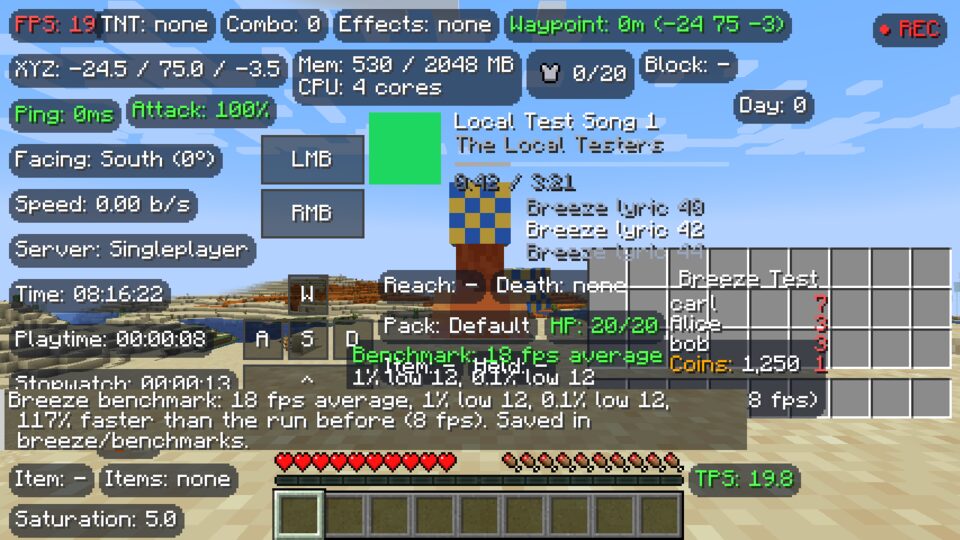 FPS: 19 TNT: none Combo: 0 Effects: none Waypoint: 0m (-24 75 -3) • REC
XYZ: -24.5 / 75.0 / -3.5
Mem: 530 / 2048 MB
CPU: 4 cores
0/20
Block: -
Day: 0
Ping: 0ms
Attack: 100%
Local Test Song 1
The Local Testers
0:42 / 3:21
Facing: South (0°)
LMB
RMB
Speed: 0.00 b/s
Breeze lyric 40
Breeze lyric 42
Breeze lyric 44
Server: Singleplayer
Time: 08:16:22
W
A S D
Reach: - Death: none
Breeze Test
carl 7
Alice 3
bob 3
Coins: 1,250 1
Pack: Default HP: 20/20
Playtime: 00:00:08
Benchmark: 18 fps average
1% low 12, 0.1% low 12
Item: - Held: -
Stopwatch: 00:00:13
^
Breeze benchmark: 18 fps average, 1% low 12, 0.1% low 12,
117% faster than the run before (8 fps). Saved in
breeze/benchmarks.
8 fps)
Item: - Items: none
TPS: 19.8
Saturation: 5.0